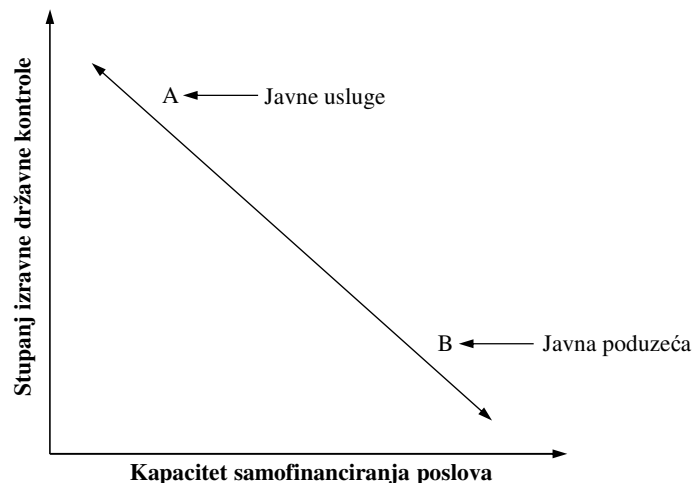 Stupanj izravne državne kontrole
A
Javne usluge
B
Javna poduzeća
Kapacitet samofinanciranja poslova